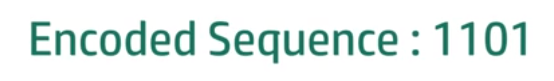 Encoded Sequence : 1101